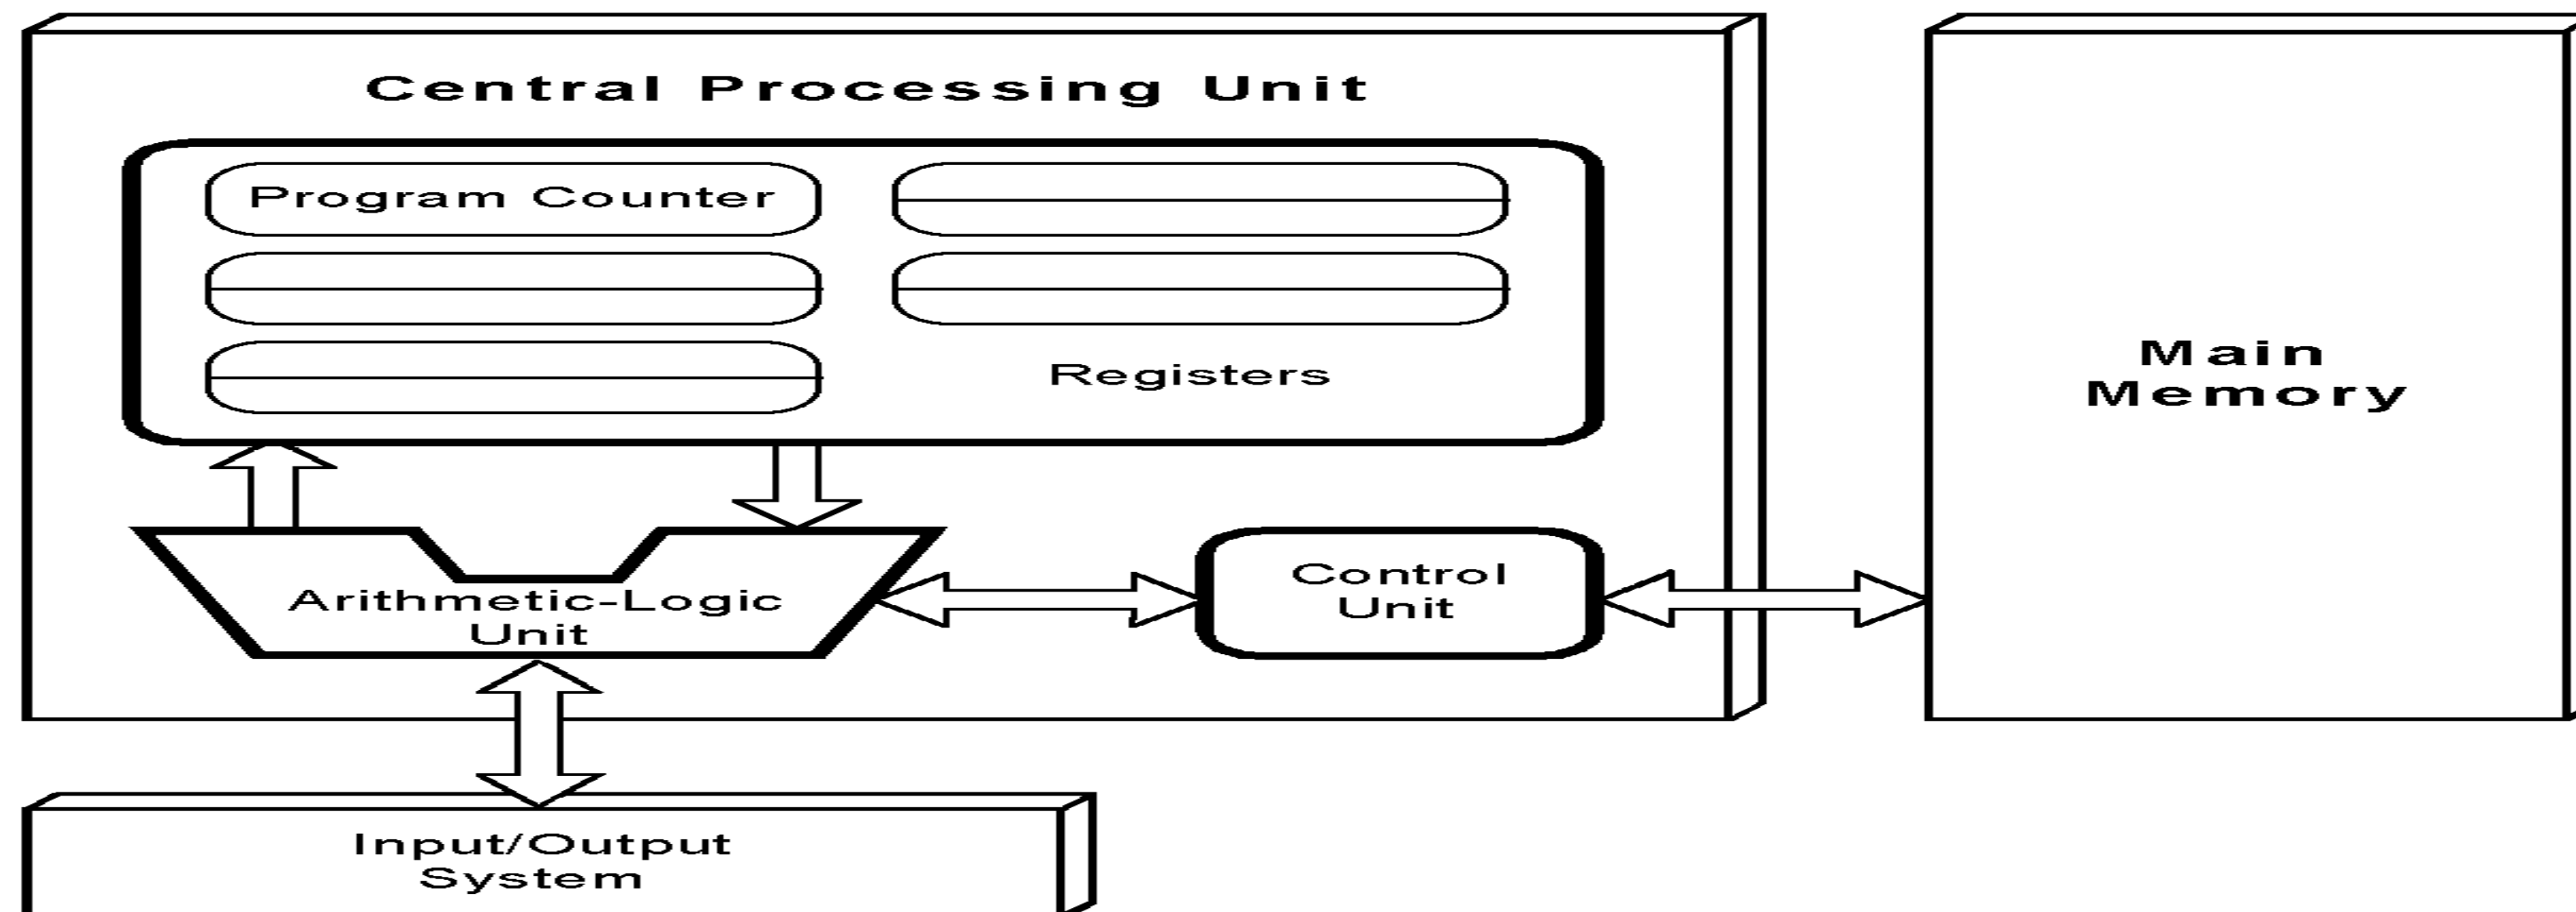 Central Processing Unit
Program Counter
Registers
Main
Memory
Arithmetic-Logic
Unit
Control
Unit
Input/Output
System